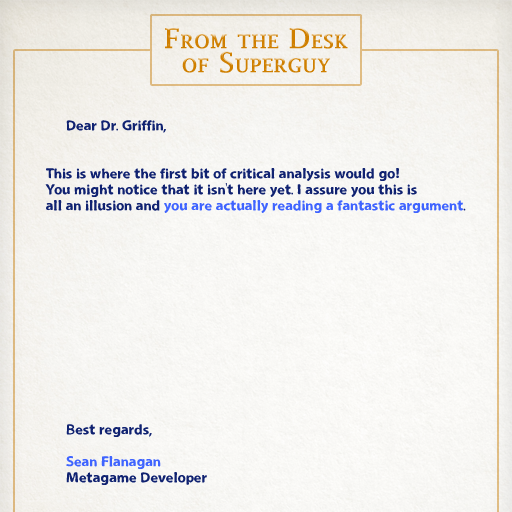 From the Desk
of Superguy
Dear Dr. Griffin,
This is where the first bit of critical analysis would go!
You might notice that it isn't here yet. I assure you this is
all an illusion and you are actually reading a fantastic argument.
Best regards,
Sean Flanagan
Metagame Developer